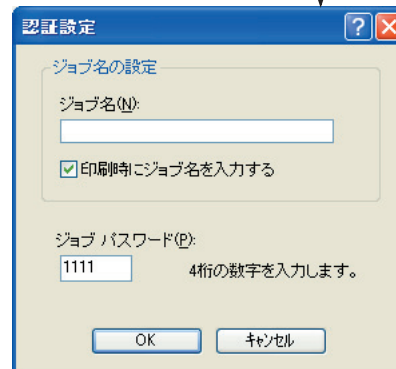 認証設定
ジョブ名の設定
ジョブ名(N):
印刷時にジョブ名を入力する
ジョブ パスワード(P):
1111 4桁の数字を入力します。
OK キャンセル